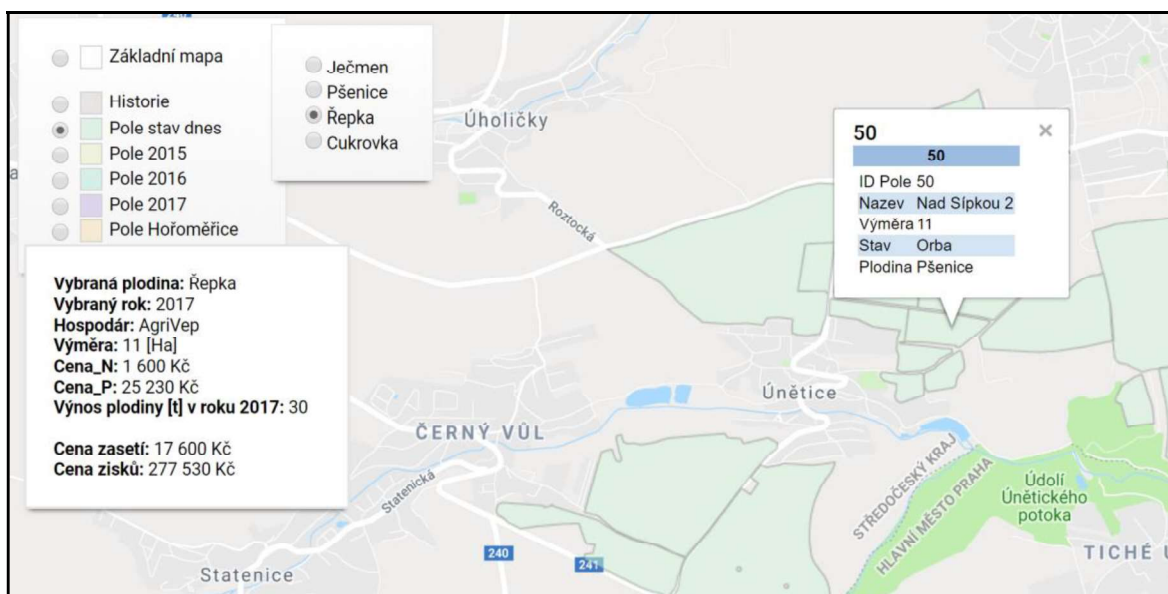 240
Základní mapa
Historie
Pole stav dnes
Pole 2015
Pole 2016
Pole 2017
Pole Hořoměřice
Ječmen
Pšenice
Řepka
Cukrovka
Vybraná plodina: Řepka
Vybraný rok: 2017
Hospodár: AgriVep
Výměra: 11 [Ha]
Cena_N: 1 600 Kč
Cena_P: 25 230 Kč
Výnos plodiny [t] v roku 2017: 30
Cena zasetí: 17 600 Kč
Cena zisků: 277 530 Kč
50
50
ID Pole 50
Nazev Nad Sípkou 2
Výměra 11
Stav Orba
Plodina Pšenice
Úholičky
Roztocká
Únětice
ČERNÝ VŮL
Statenická
Statenice
240
241
STŘEDOČESKÝ KRAJ
HLAVNÍ MĚSTO PRAHA
Údolí
Únětického
potoka
TICHÉ